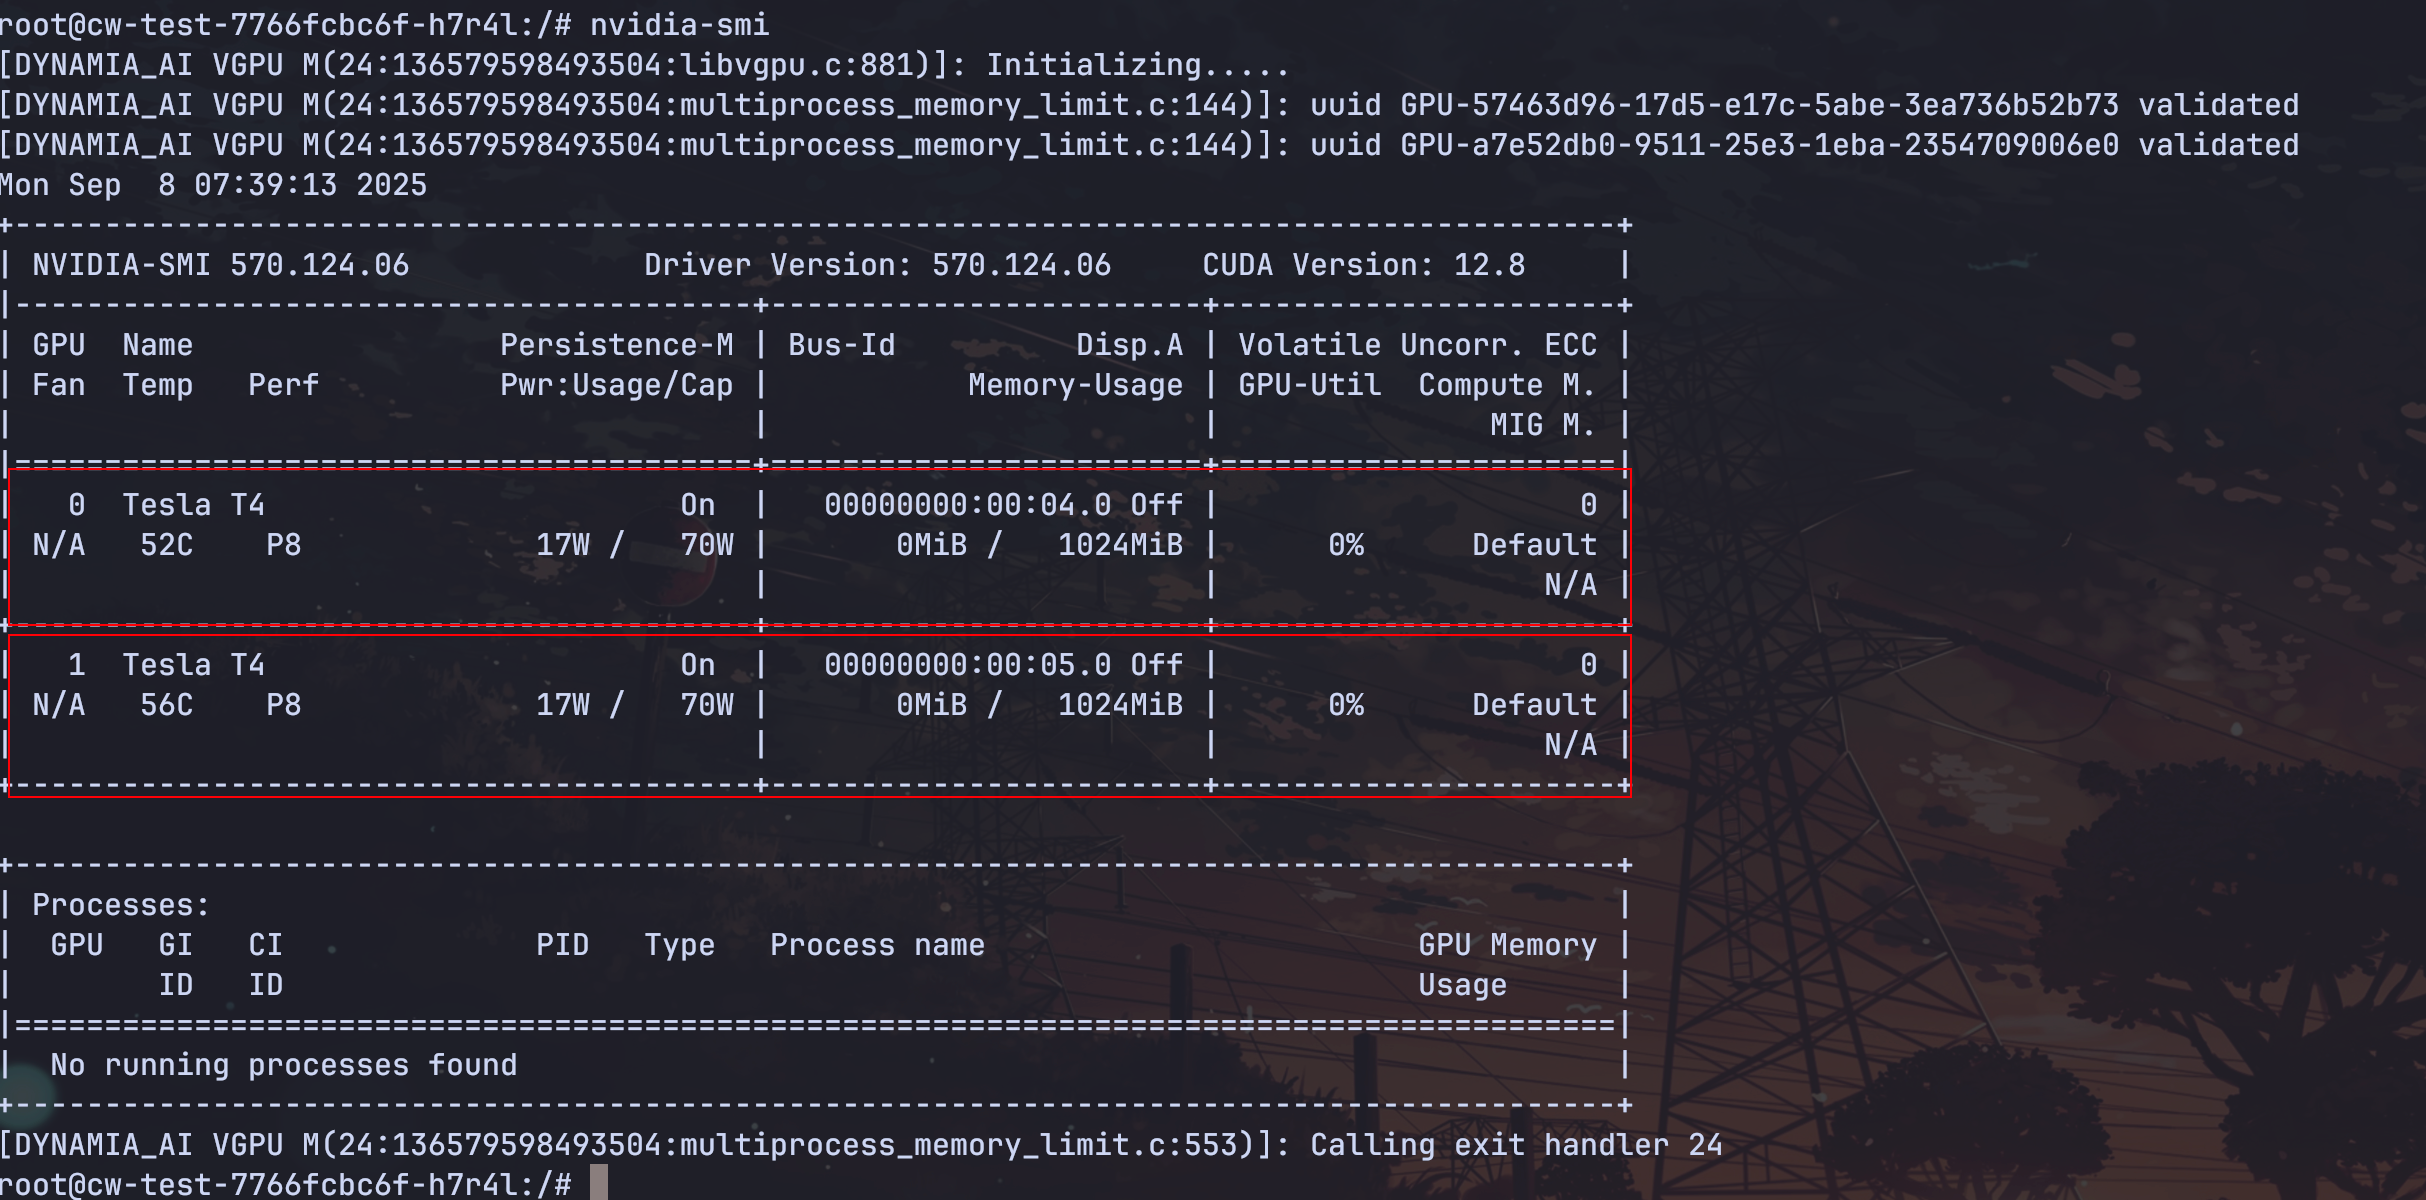 root@cw-test-7766fcbc6f-h7r4l:/# nvidia-smi
[DYNAMIA_AI VGPU M(24:136579598493504:libvgpu.c:881)]: Initializing.....
[DYNAMIA_AI VGPU M(24:136579598493504:multiprocess_memory_limit.c:144)]: uuid GPU-57463d96-17d5-e17c-5abe-3ea736b52b73 validated
[DYNAMIA_AI VGPU M(24:136579598493504:multiprocess_memory_limit.c:144)]: uuid GPU-a7e52db0-9511-25e3-1eba-2354709006e0 validated
Mon Sep  8 07:39:13 2025
+-----------------------------------------------------------------------------------------+
| NVIDIA-SMI 570.124.06             Driver Version: 570.124.06     CUDA Version: 12.8     |
|-----------------------------------------+------------------------+----------------------+
| GPU  Name                 Persistence-M | Bus-Id          Disp.A | Volatile Uncorr. ECC |
| Fan  Temp   Perf          Pwr:Usage/Cap |           Memory-Usage | GPU-Util  Compute M. |
|                                         |                        |               MIG M. |
|=========================================+========================+======================|
|   0  Tesla T4                       On  |   00000000:00:04.0 Off |                    0 |
| N/A   52C    P8             17W /   70W |       0MiB /   1024MiB |      0%      Default |
|                                         |                        |                  N/A |
+-----------------------------------------+------------------------+----------------------+
|   1  Tesla T4                       On  |   00000000:00:05.0 Off |                    0 |
| N/A   56C    P8             17W /   70W |       0MiB /   1024MiB |      0%      Default |
|                                         |                        |                  N/A |
+-----------------------------------------+------------------------+----------------------+
+-----------------------------------------------------------------------------------------+
| Processes:                                                                              |
|  GPU   GI   CI              PID   Type   Process name                        GPU Memory |
|        ID   ID                                                               Usage      |
|=========================================================================================|
|  No running processes found                                                             |
+-----------------------------------------------------------------------------------------+
[DYNAMIA_AI VGPU M(24:136579598493504:multiprocess_memory_limit.c:553)]: Calling exit handler 24
root@cw-test-7766fcbc6f-h7r4l:/#